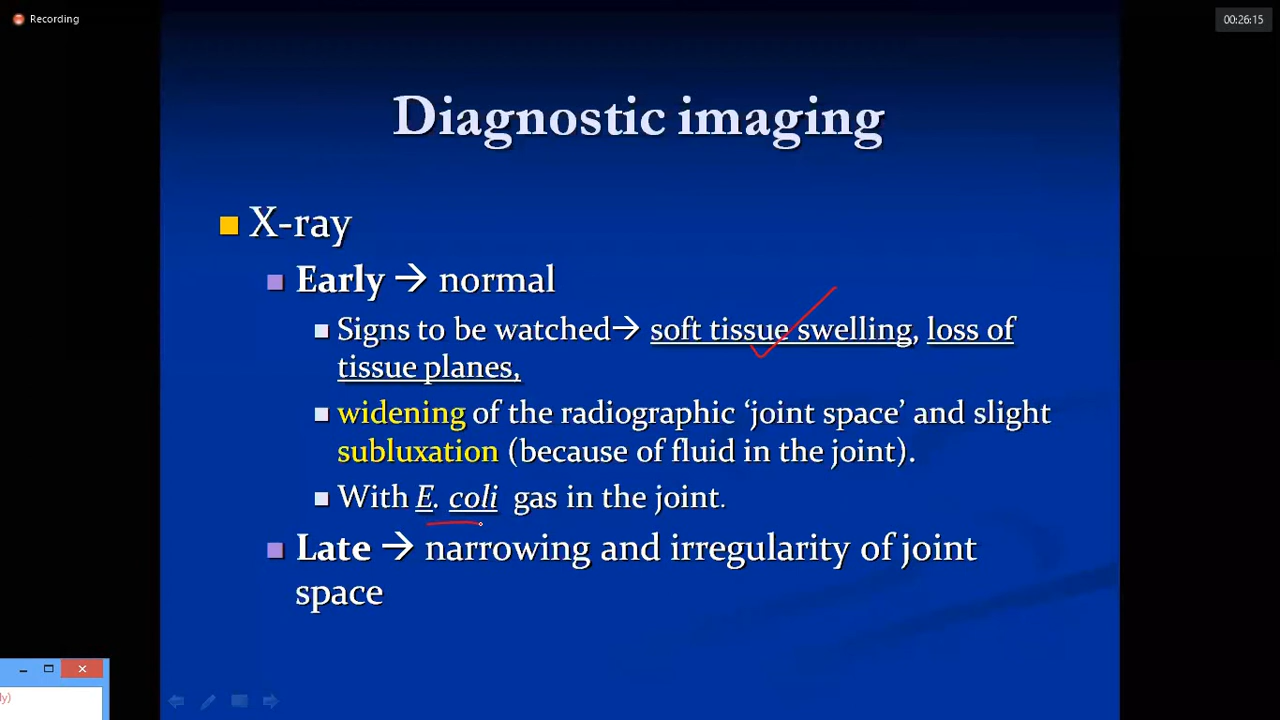 Recording
00:26:15
Diagnostic imaging
X-ray
Early → normal
Signs to be watched→ soft tissue swelling, loss of
tissue planes,
widening of the radiographic ‘joint space’ and slight
subluxation (because of fluid in the joint).
With E. coli gas in the joint.
Late → narrowing and irregularity of joint
space
ly)